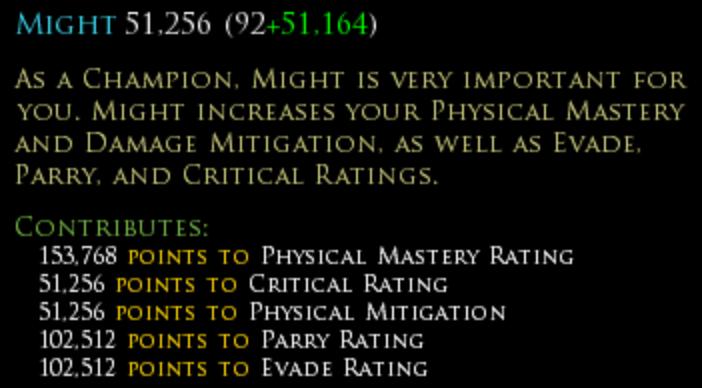 Might 51,256 (92+51,164)
As a Champion, Might is very important for
you. Might increases your Physical Mastery
and Damage Mitigation, as well as Evade,
Parry, and Critical Ratings.
Contributes:
153,768 points to Physical Mastery Rating
51,256 points to Critical Rating
51,256 points to Physical Mitigation
102,512 points to Parry Rating
102,512 points to Evade Rating